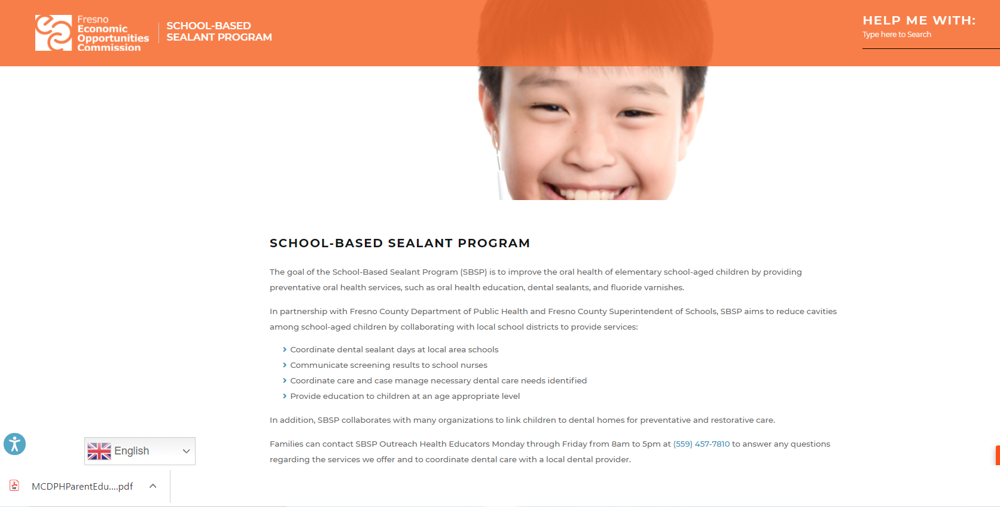 Fresno
Economic
Opportunities
Commission
SCHOOL-BASED
SEALANT PROGRAM
HELP ME WITH:
Type here to Search
SCHOOL-BASED SEALANT PROGRAM
The goal of the School-Based Sealant Program (SBSP) is to improve the oral health of elementary school-aged children by providing
preventative oral health services, such as oral health education, dental sealants, and fluoride varnishes.
In partnership with Fresno County Department of Public Health and Fresno County Superintendent of Schools, SBSP aims to reduce cavities
among school-aged children by collaborating with local school districts to provide services:
Coordinate dental sealant days at local area schools
Communicate screening results to school nurses
Coordinate care and case manage necessary dental care needs identified
Provide education to children at an age appropriate level
In addition, SBSP collaborates with many organizations to link children to dental homes for preventative and restorative care.
Families can contact SBSP Outreach Health Educators Monday through Friday from 8am to 5pm at (559) 457-7810 to answer any questions
regarding the services we offer and to coordinate dental care with a local dental provider.
English
MCDPHParentEdu....pdf